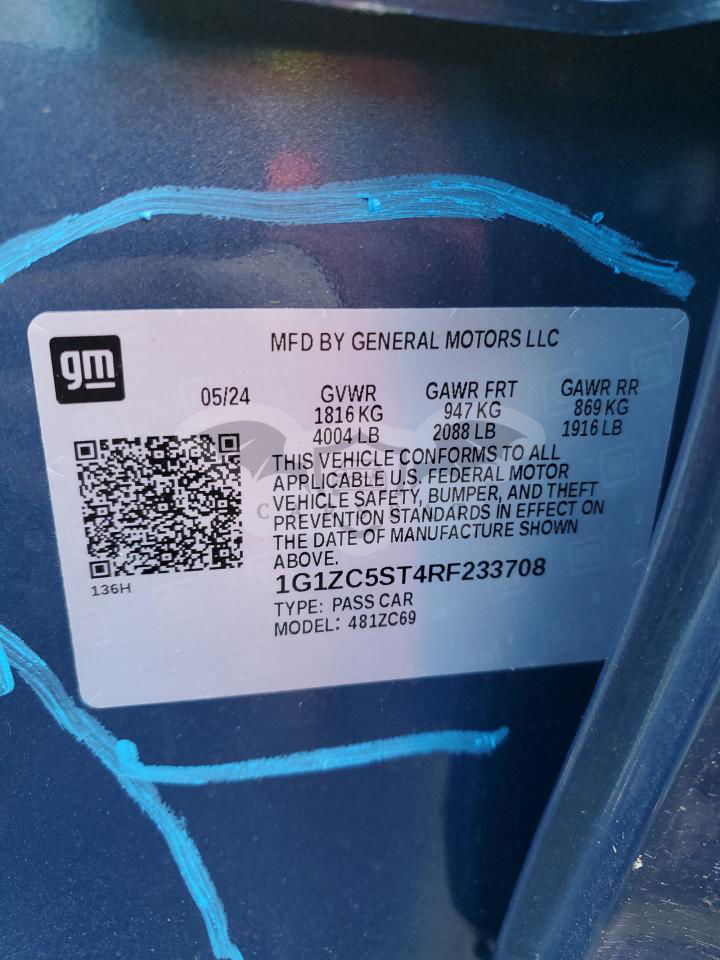 MFD BY GENERAL MOTORS LLC
gm
05/24 GVWR GAWR FRT GAWR RR
1816 KG 947 KG 869 KG
4004 LB 2088 LB 1916 LB
THIS VEHICLE CONFORMS TO ALL
APPLICABLE U.S. FEDERAL MOTOR
VEHICLE SAFETY, BUMPER, AND THEFT
PREVENTION STANDARDS IN EFFECT ON
THE DATE OF MANUFACTURE SHOWN
ABOVE.
136H
1G1ZC5ST4RF233708
TYPE: PASS CAR
MODEL: 481ZC69